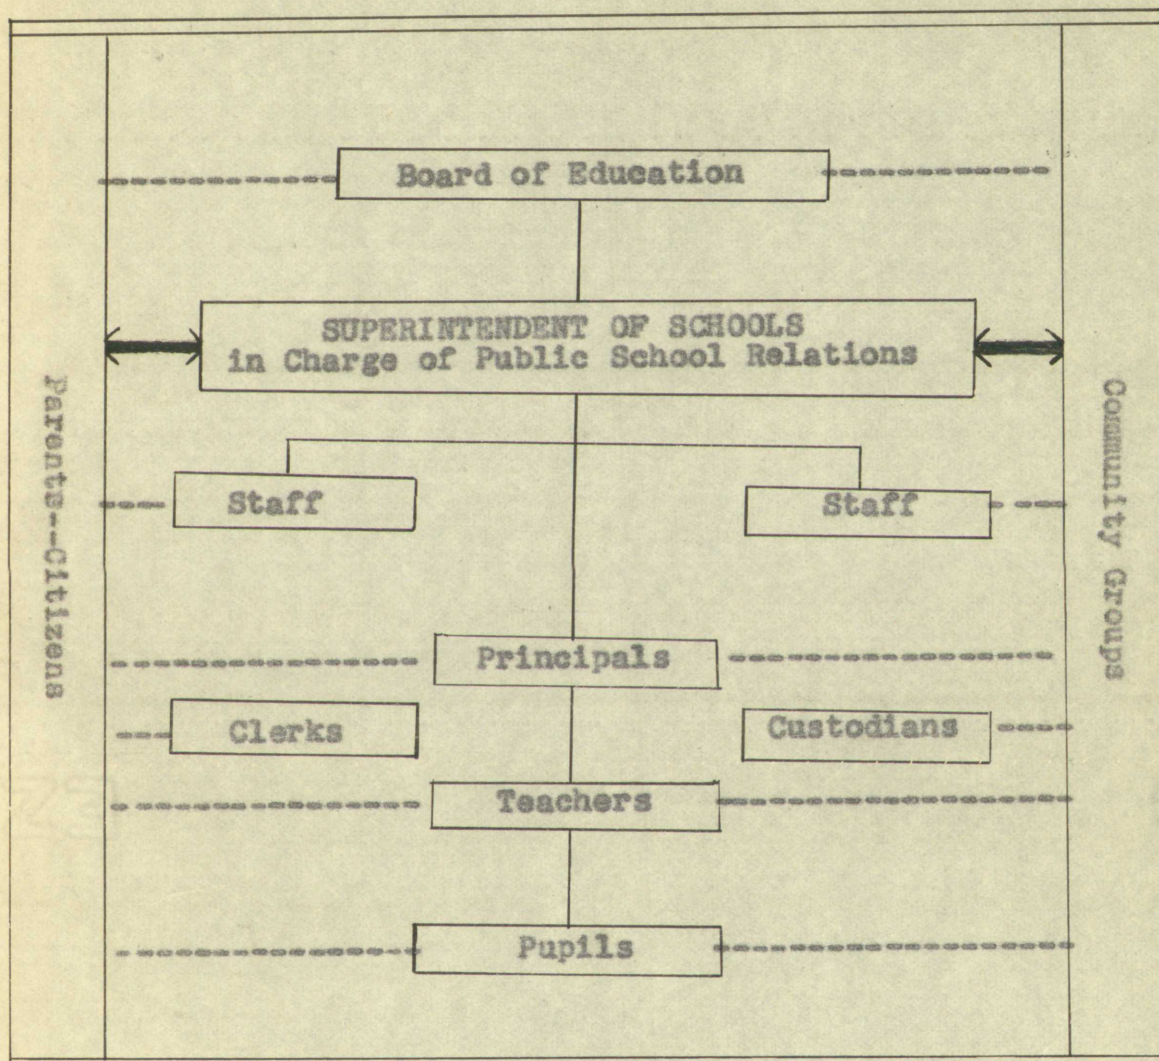 Board of Education
SUPERINTENDENT OF SCHOOLS
in Charge of Public School Relations
Parents--Citizens
Community Groups
Staff
Staff
Principals
Clerks
Custodians
Teachers
Pupils